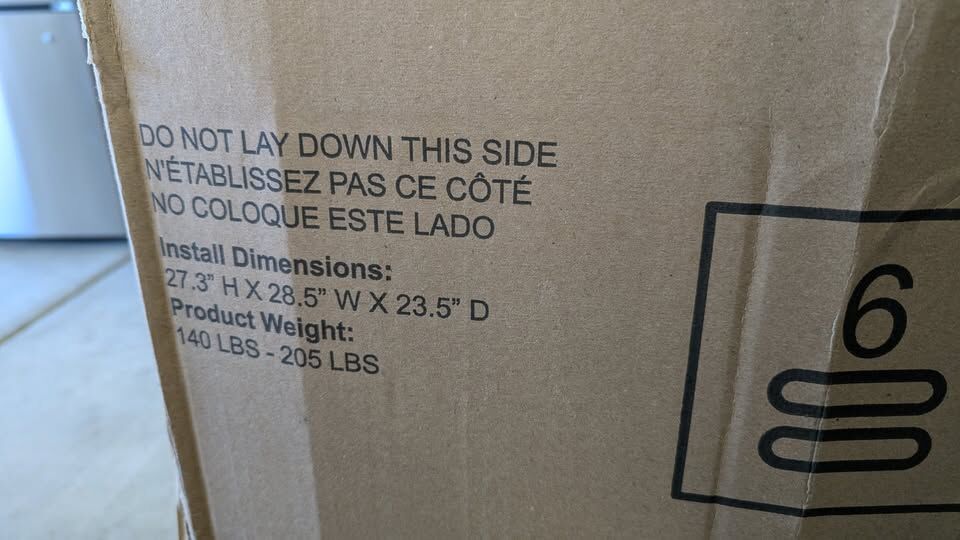 DO NOT LAY DOWN THIS SIDE
N'ÉTABLISSEZ PAS CE CÔTÉ
NO COLOQUE ESTE LADO
Install Dimensions:
27.3” H X 28.5” W X 23.5” D
Product Weight:
140 LBS - 205 LBS
6